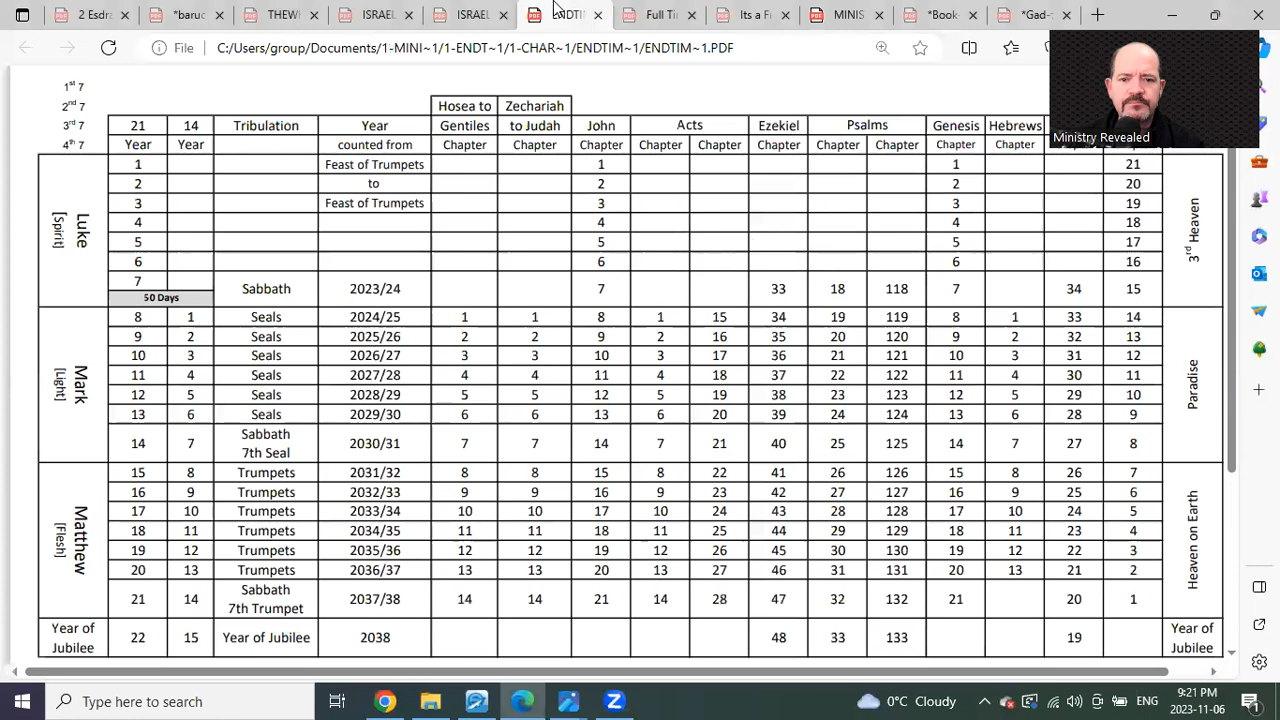 2 Esdra
*baruc
THEWH
ISRAEL
ISRAEL
ENDTIM
Full Tir
Its a Fr
MINIS
*Book-
*Gad-t
File C:/Users/group/Documents/1-MINI~1/1-ENDT~1/1-CHAR~1/ENDTIM~1/ENDTIM~1.PDF
Ministry Revealed
1st 7
2nd 7 Hosea to Zechariah
3rd 7 21 14 Tribulation Year Gentiles to Judah John Acts Ezekiel Psalms Genesis Hebrews
4th 7 Year Year counted from Chapter Chapter Chapter Chapter Chapter Chapter Chapter Chapter Chapter Chapter
1 Feast of Trumpets 1 1 21
2 to 2 2 20
3 Feast of Trumpets 3 3 19
4 4 4 18
5 5 5 17
6 6 6 16
7 Sabbath 2023/24 7 33 18 118 7 34 15
50 Days
Luke
[Spirit]
3rd Heaven
8 1 Seals 2024/25 1 1 8 1 15 34 19 119 8 1 33 14
9 2 Seals 2025/26 2 2 9 2 16 35 20 120 9 2 32 13
10 3 Seals 2026/27 3 3 10 3 17 36 21 121 10 3 31 12
11 4 Seals 2027/28 4 4 11 4 18 37 22 122 11 4 30 11
12 5 Seals 2028/29 5 5 12 5 19 38 23 123 12 5 29 10
13 6 Seals 2029/30 6 6 13 6 20 39 24 124 13 6 28 9
14 7 Sabbath 2030/31 7 7 14 7 21 40 25 125 14 7 27 8
7th Seal
Mark
[Light]
Paradise
15 8 Trumpets 2031/32 8 8 15 8 22 41 26 126 15 8 26 7
16 9 Trumpets 2032/33 9 9 16 9 23 42 27 127 16 9 25 6
17 10 Trumpets 2033/34 10 10 17 10 24 43 28 128 17 10 24 5
18 11 Trumpets 2034/35 11 11 18 11 25 44 29 129 18 11 23 4
19 12 Trumpets 2035/36 12 12 19 12 26 45 30 130 19 12 22 3
20 13 Trumpets 2036/37 13 13 20 13 27 46 31 131 20 13 21 2
21 14 Sabbath 2037/38 14 14 21 14 28 47 32 132 21 20 1
7th Trumpet
Matthew
[Flesh]
Heaven on Earth
Year of Jubilee 22 15 Year of Jubilee 2038 48 33 133 19 Year of Jubilee
Type here to search
0°C Cloudy
ENG
9:21 PM
2023-11-06
1